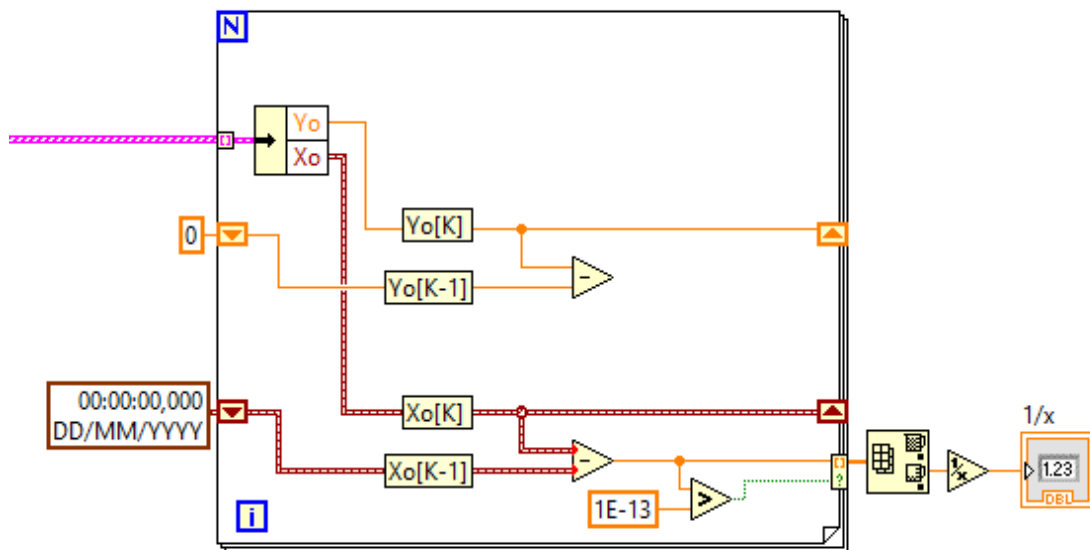 N
Yo
Xo
0
Yo[K]
Yo[K-1]
-
00:00:00,000
DD/MM/YYYY
Xo[K]
Xo[K-1]
-
1E-13
>
?
i
1/x
1/x
1.23
DBL